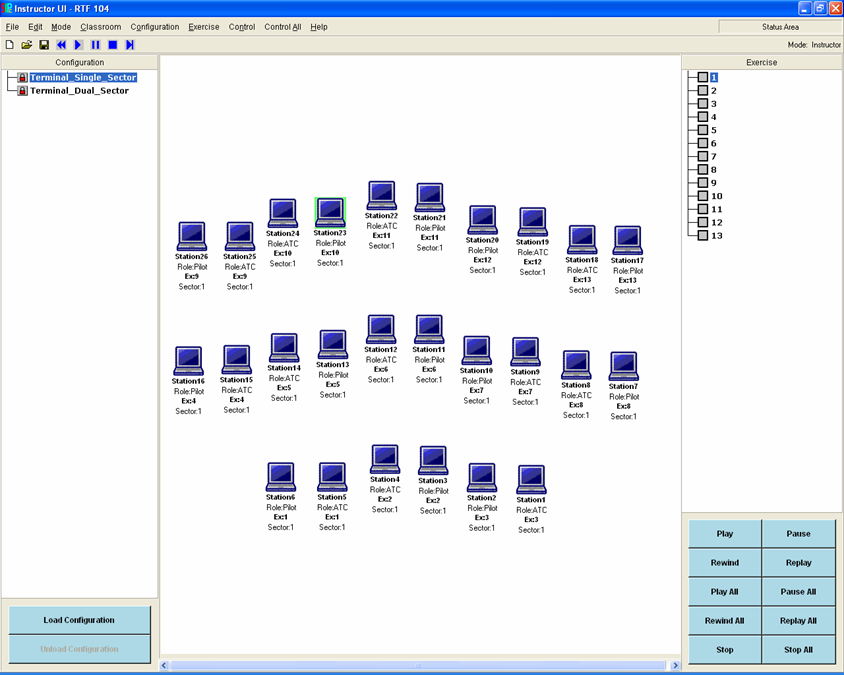 Instructor UI - RTF 104
File Edit Mode Classroom Configuration Exercise Control Control All Help
Status Area
Mode: Instructor
Configuration
Terminal_Single_Sector
Terminal_Dual_Sector
Station26
Role:Pilot
Ex:9
Sector:1
Station25
Role:ATC
Ex:9
Sector:1
Station24
Role:ATC
Ex:10
Sector:1
Station23
Role:Pilot
Ex:10
Sector:1
Station22
Role:ATC
Ex:11
Sector:1
Station21
Role:Pilot
Ex:11
Sector:1
Station20
Role:Pilot
Ex:12
Sector:1
Station19
Role:ATC
Ex:12
Sector:1
Station18
Role:ATC
Ex:13
Sector:1
Station17
Role:Pilot
Ex:13
Sector:1
Station16
Role:Pilot
Ex:4
Sector:1
Station15
Role:ATC
Ex:4
Sector:1
Station14
Role:ATC
Ex:5
Sector:1
Station13
Role:Pilot
Ex:5
Sector:1
Station12
Role:ATC
Ex:6
Sector:1
Station11
Role:Pilot
Ex:6
Sector:1
Station10
Role:Pilot
Ex:7
Sector:1
Station9
Role:ATC
Ex:7
Sector:1
Station8
Role:ATC
Ex:8
Sector:1
Station7
Role:Pilot
Ex:8
Sector:1
Station6
Role:Pilot
Ex:1
Sector:1
Station5
Role:ATC
Ex:1
Sector:1
Station4
Role:ATC
Ex:2
Sector:1
Station3
Role:Pilot
Ex:2
Sector:1
Station2
Role:Pilot
Ex:3
Sector:1
Station1
Role:ATC
Ex:3
Sector:1
Exercise
1
2
3
4
5
6
7
8
9
10
11
12
13
Load Configuration
Unload Configuration
Play Pause
Rewind Replay
Play All Pause All
Rewind All Replay All
Stop Stop All